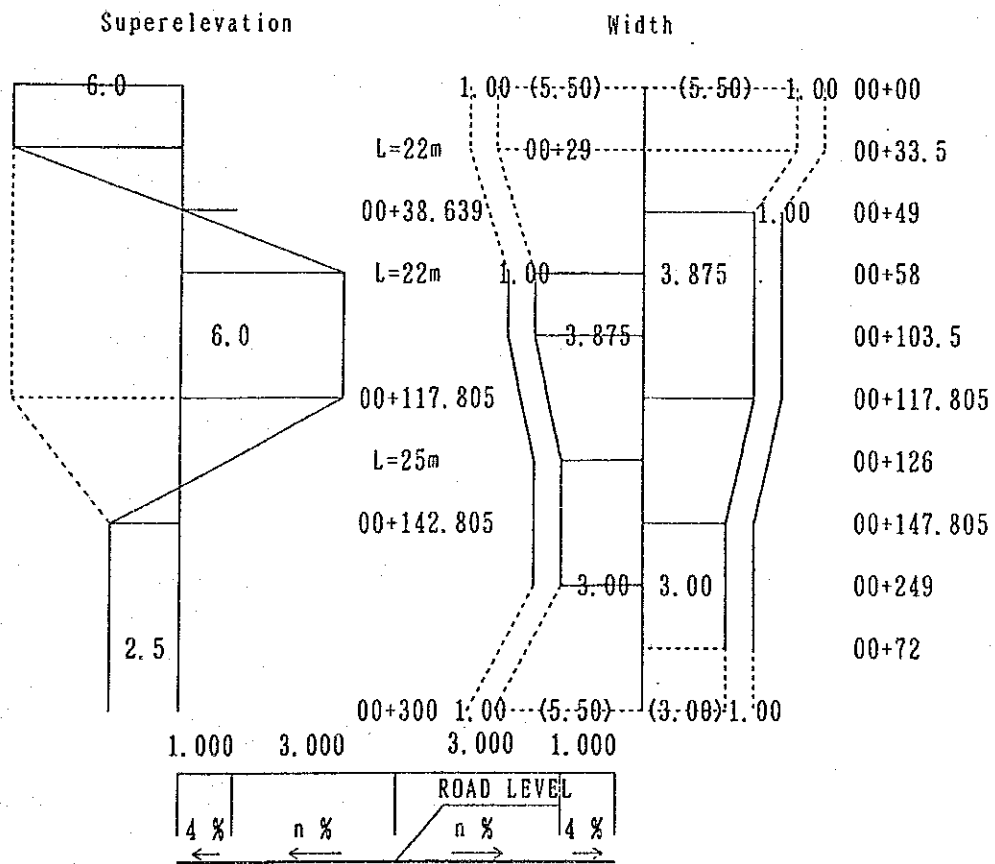 Superelevation Width
6.0 1.00 (5.50) (5.50) 1.00 00+00
L=22m 00+29 00+33.5
00+38.639 1.00 00+49
L=22m 1.00 3.875 00+58
6.0 3.875 00+103.5
00+117.805 00+117.805
L=25m 00+126
00+142.805 00+147.805
3.00 3.00 00+249
2.5 00+72
00+300 1.00 (5.50) (3.00) 1.00
1.000 3.000 3.000 1.000
ROAD LEVEL
4 % n % n % 4 %